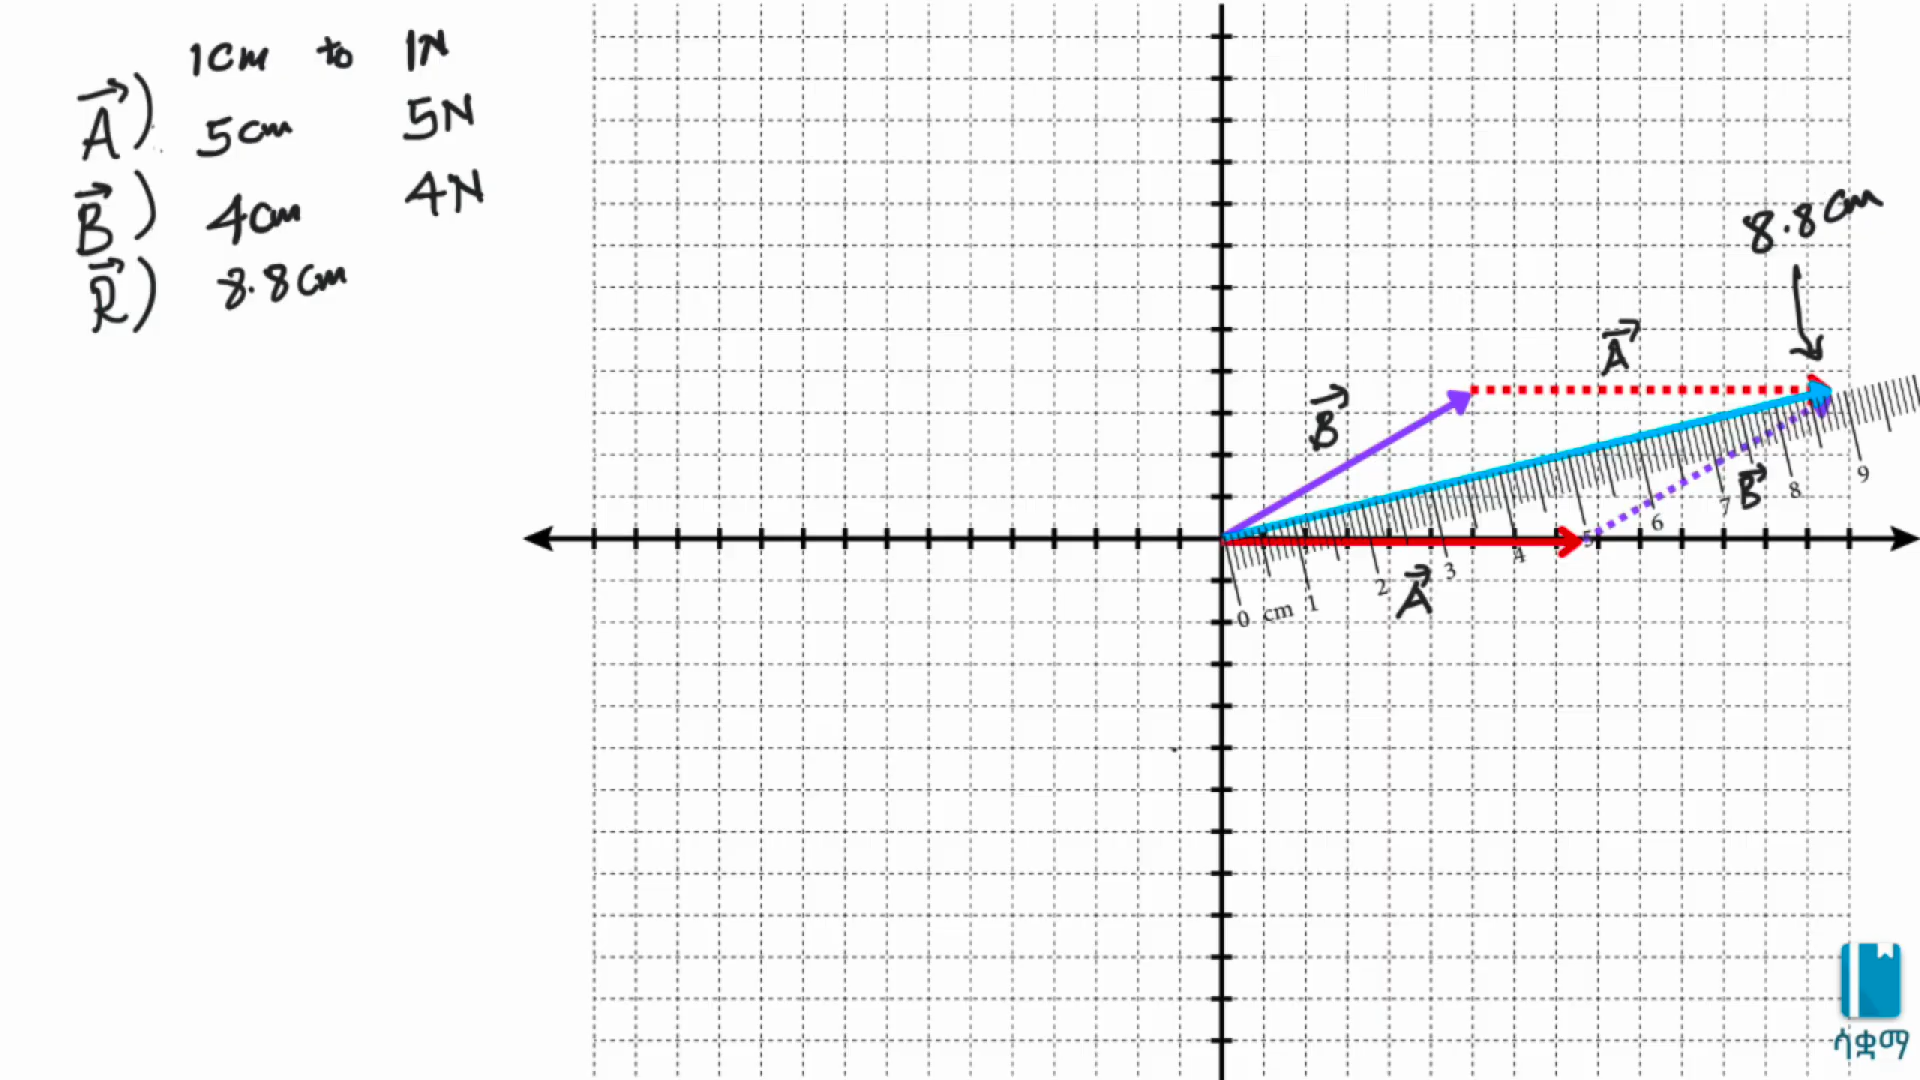 1cm to 1N
A) 5cm 5N
B) 4cm 4N
R) 8.8cm
8.8cm
A
B
B
A
0 cm 1 2 3 4 5 6 7 8 9
ሳቋማ